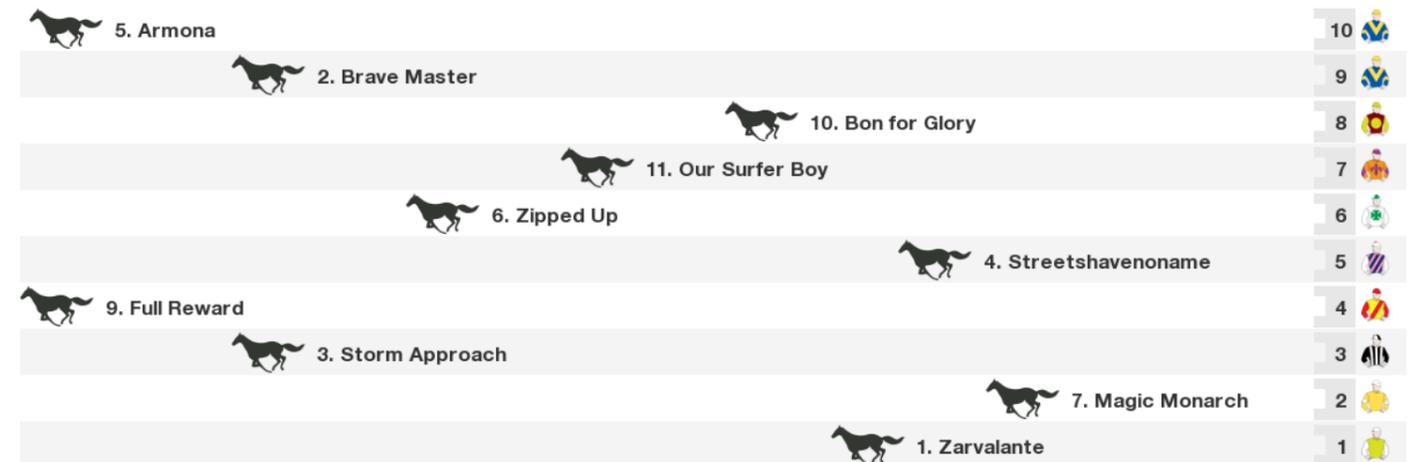 5. Armona 10
2. Brave Master 9
10. Bon for Glory 8
11. Our Surfer Boy 7
6. Zipped Up 6
4. Streetshavenoname 5
9. Full Reward 4
3. Storm Approach 3
7. Magic Monarch 2
1. Zarvalante 1